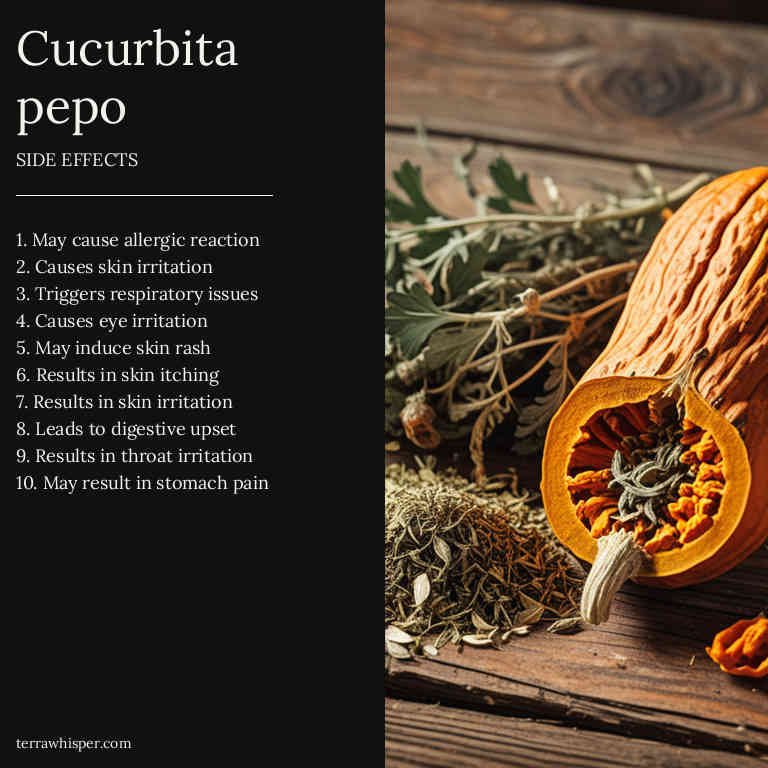 Cucurbita
pepo
SIDE EFFECTS
1. May cause allergic reaction
2. Causes skin irritation
3. Triggers respiratory issues
4. Causes eye irritation
5. May induce skin rash
6. Results in skin itching
7. Results in skin irritation
8. Leads to digestive upset
9. Results in throat irritation
10. May result in stomach pain
terrawhisper.com